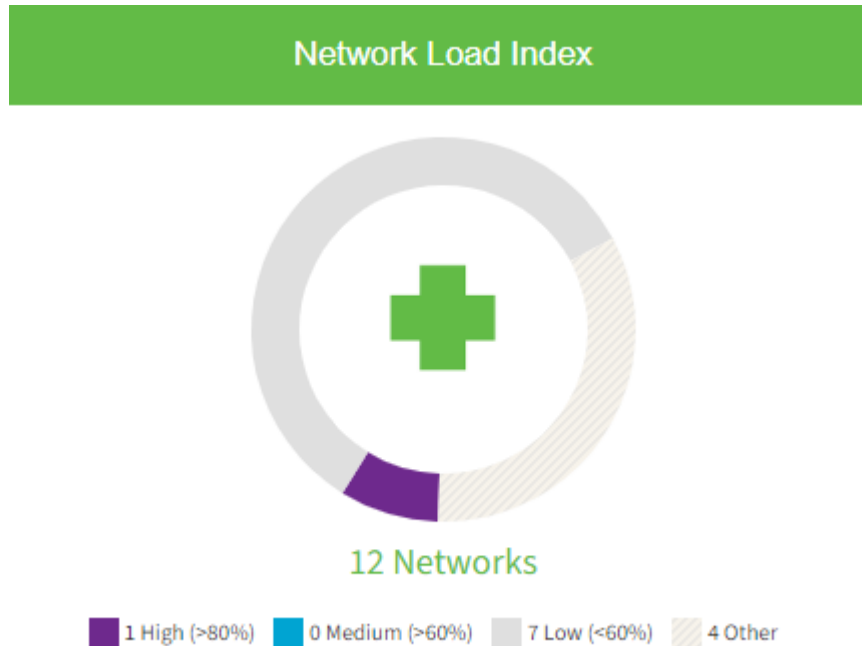 Network Load Index
12 Networks
1 High (>80%) 0 Medium (>60%) 7 Low (<60%) 4 Other